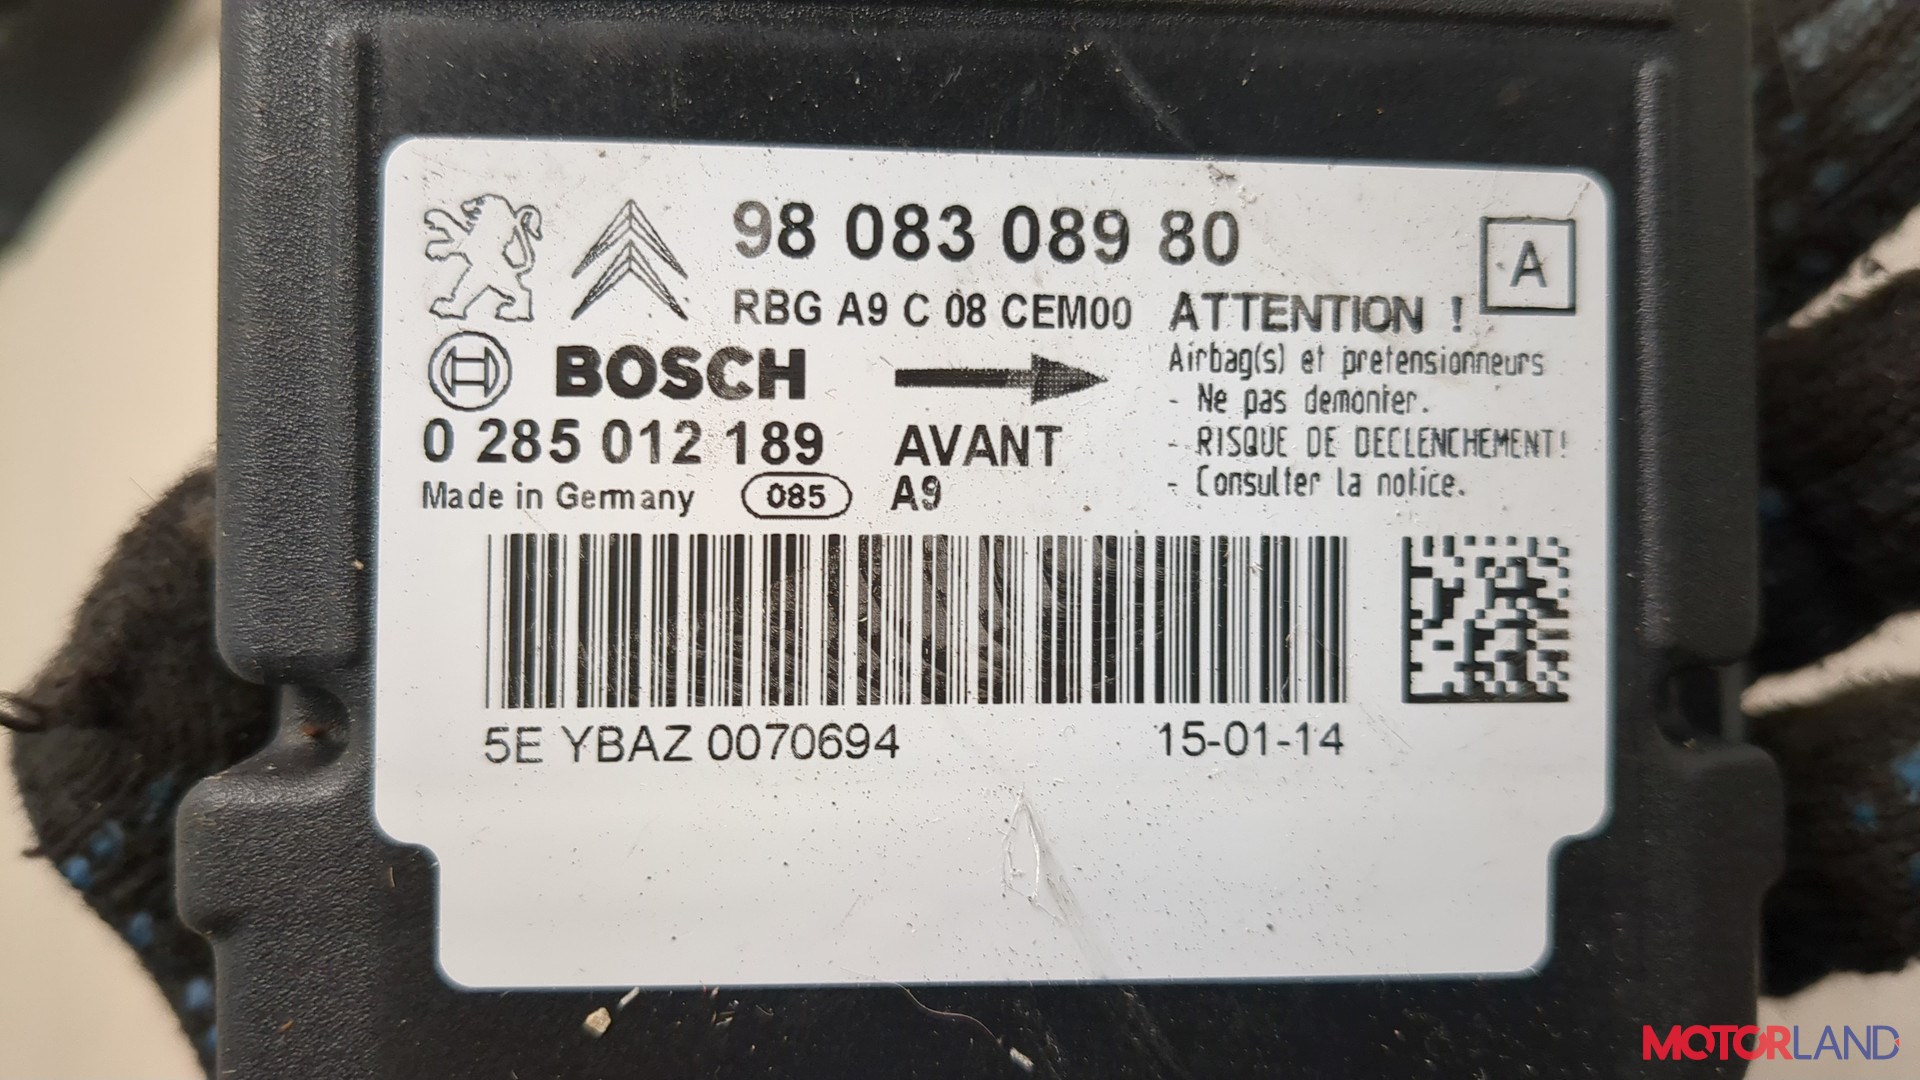 98 083 089 80
A
RBG A9 C 08 CEM00
ATTENTION !
BOSCH
Airbag(s) et pretensionneurs
- Ne pas demonter.
0 285 012 189
AVANT
- RISQUE DE DECLENCHEMENT!
Made in Germany
085
A9
- Consulter la notice.
5E YBAZ 0070694
15-01-14
MOTORLAND